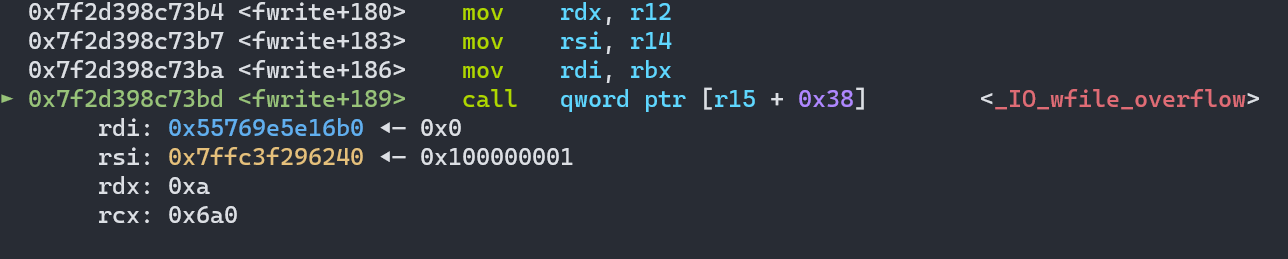 0x7f2d398c73b4 <fwrite+180> mov rdx, r12
0x7f2d398c73b7 <fwrite+183> mov rsi, r14
0x7f2d398c73ba <fwrite+186> mov rdi, rbx
► 0x7f2d398c73bd <fwrite+189> call qword ptr [r15 + 0x38] <_IO_wfile_overflow>
rdi: 0x55769e5e16b0 ◂— 0x0
rsi: 0x7ffc3f296240 ◂— 0x100000001
rdx: 0xa
rcx: 0x6a0